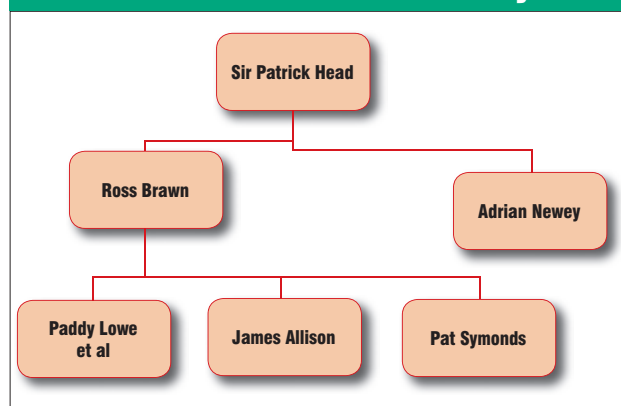 Sir Patrick Head
Ross Brawn
Adrian Newey
Paddy Lowe
et al
James Allison
Pat Symonds